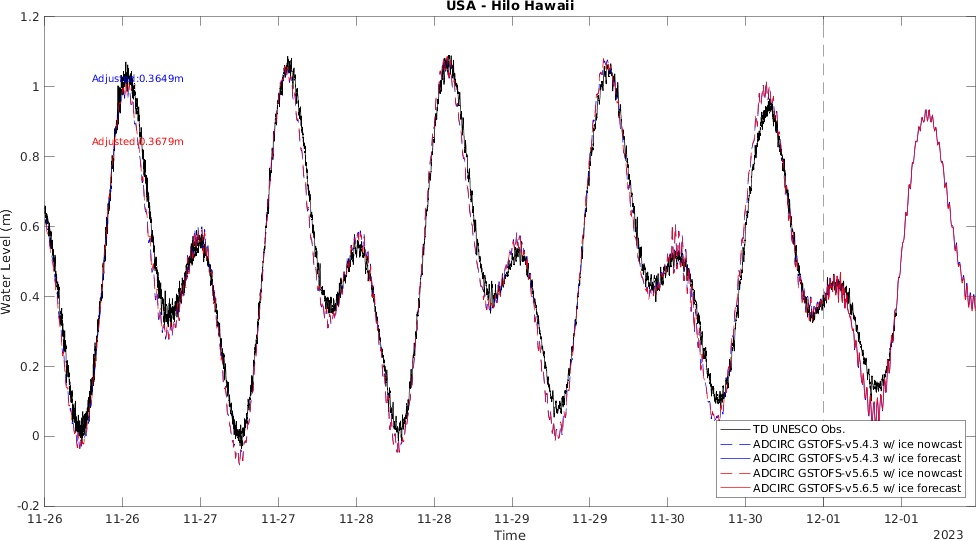 USA - Hilo Hawaii
1.2
1
0.8
0.6
0.4
0.2
0
-0.2
Water Level (m)
Adjusted:0.3649m
Adjusted:0.3679m
TD UNESCO Obs.
ADCIRC GSTOFS-v5.4.3 w/ ice nowcast
ADCIRC GSTOFS-v5.4.3 w/ ice forecast
ADCIRC GSTOFS-v5.6.5 w/ ice nowcast
ADCIRC GSTOFS-v5.6.5 w/ ice forecast
11-26 11-26 11-27 11-27 11-28 11-28 11-29 11-29 11-30 11-30 12-01 12-01
Time
2023